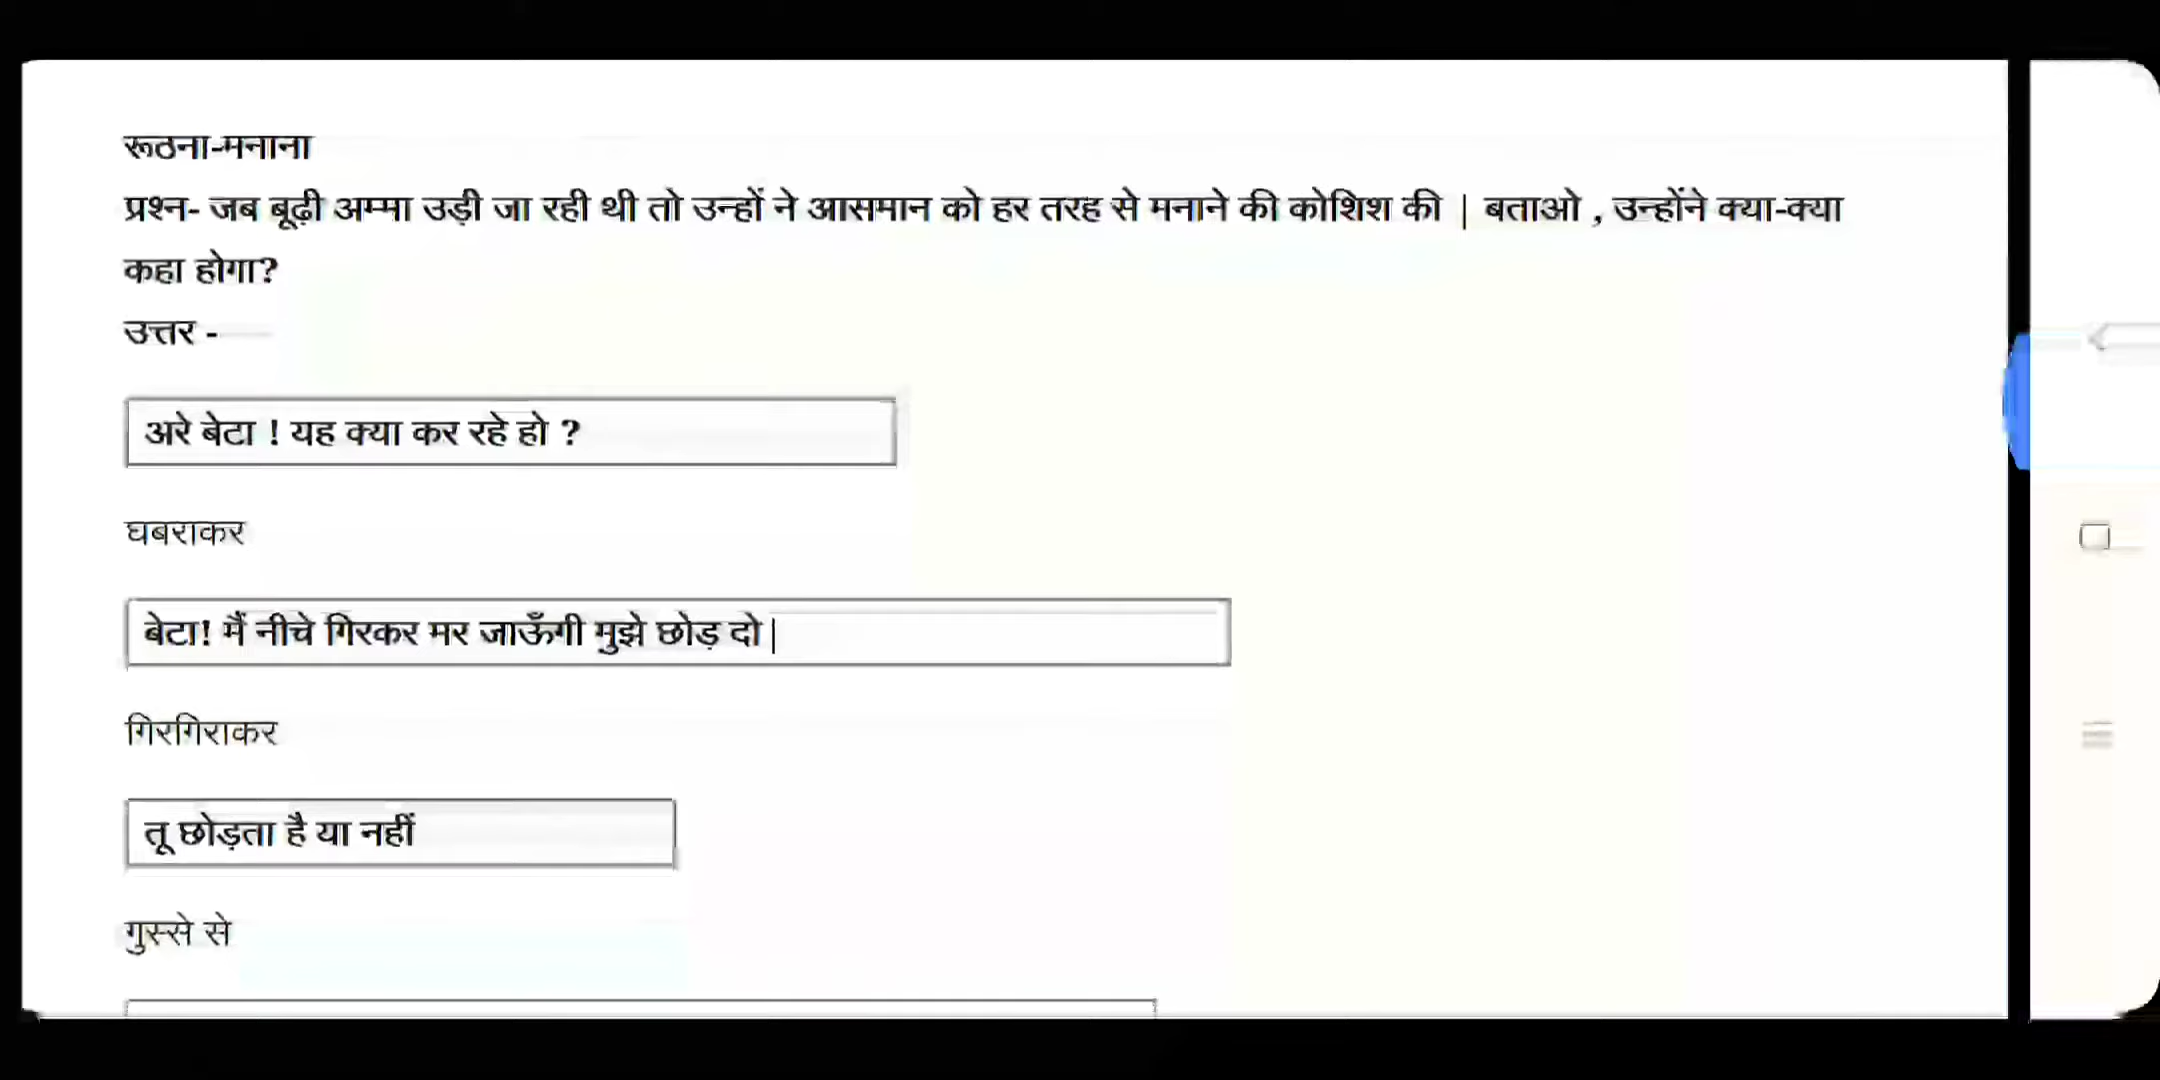 रूठना-मनाना
प्रश्न- जब बूढ़ी अम्मा उड़ी जा रही थी तो उन्हों ने आसमान को हर तरह से मनाने की कोशिश की | बताओ , उन्होंने क्या-क्या
कहा होगा?
उत्तर -
अरे बेटा ! यह क्या कर रहे हो ?
घबराकर
बेटा! मैं नीचे गिरकर मर जाऊँगी मुझे छोड़ दो|
गिरगिराकर
तू छोड़ता है या नहीं
गुस्से से